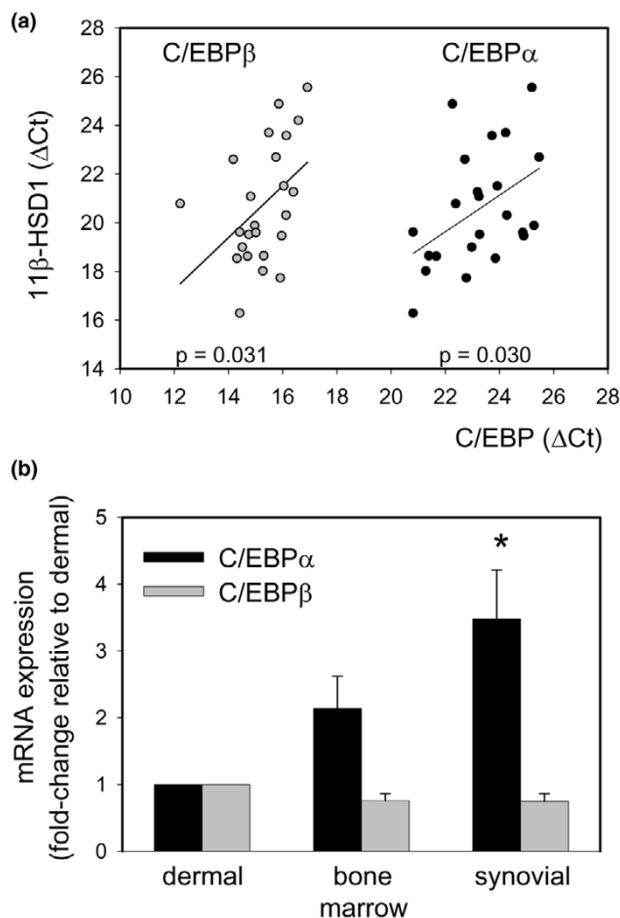 (a)
28
26
24
22
20
18
16
14
11β-HSD1 (ΔCt)
C/EBPβ C/EBPα
p = 0.031 p = 0.030
10 12 14 16 18 20 22 24 26 28
C/EBP (ΔCt)
(b)
mRNA expression
(fold-change relative to dermal)
5
4
3
2
1
0
C/EBPα
C/EBPβ
*
dermal bone synovial
marrow